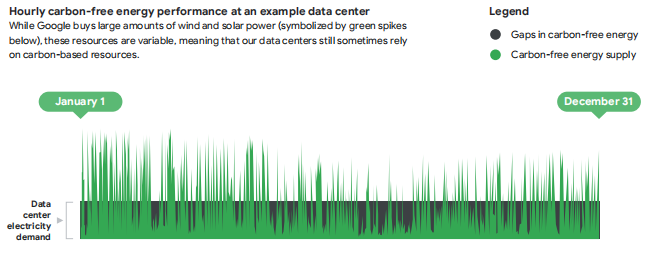 Hourly carbon-free energy performance at an example data center
While Google buys large amounts of wind and solar power (symbolized by green spikes
below), these resources are variable, meaning that our data centers still sometimes rely
on carbon-based resources.
Legend
Gaps in carbon-free energy
Carbon-free energy supply
January 1
December 31
Data
center
electricity
demand